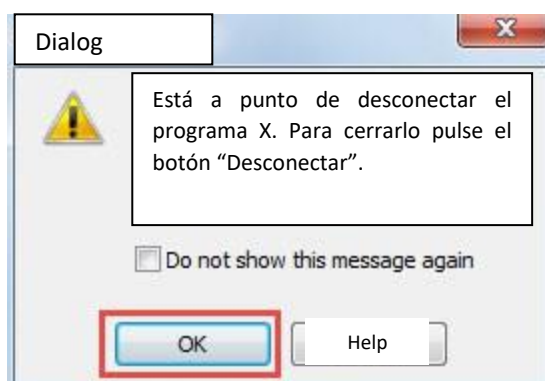 Dialog
Está a punto de desconectar el
programa X. Para cerrarlo pulse el
botón “Desconectar”.
Do not show this message again
OK
Help